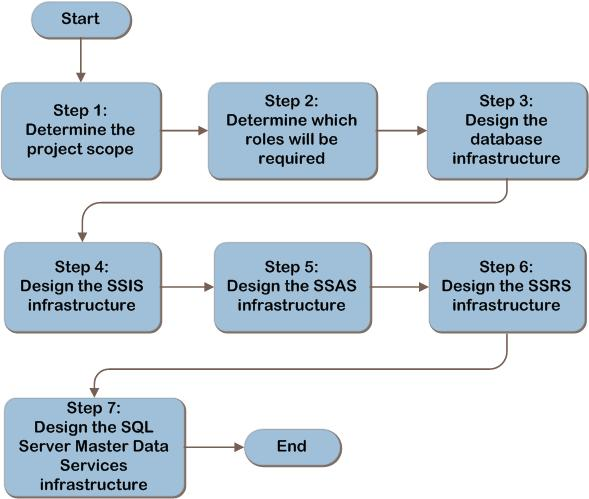 Start
Step 1:
Determine the
project scope
Step 2:
Determine which
roles will be
required
Step 3:
Design the
database
infrastructure
Step 4:
Design the SSIS
infrastructure
Step 5:
Design the SSAS
infrastructure
Step 6:
Design the SSRS
infrastructure
Step 7:
Design the SQL
Server Master Data
Services
infrastructure
End